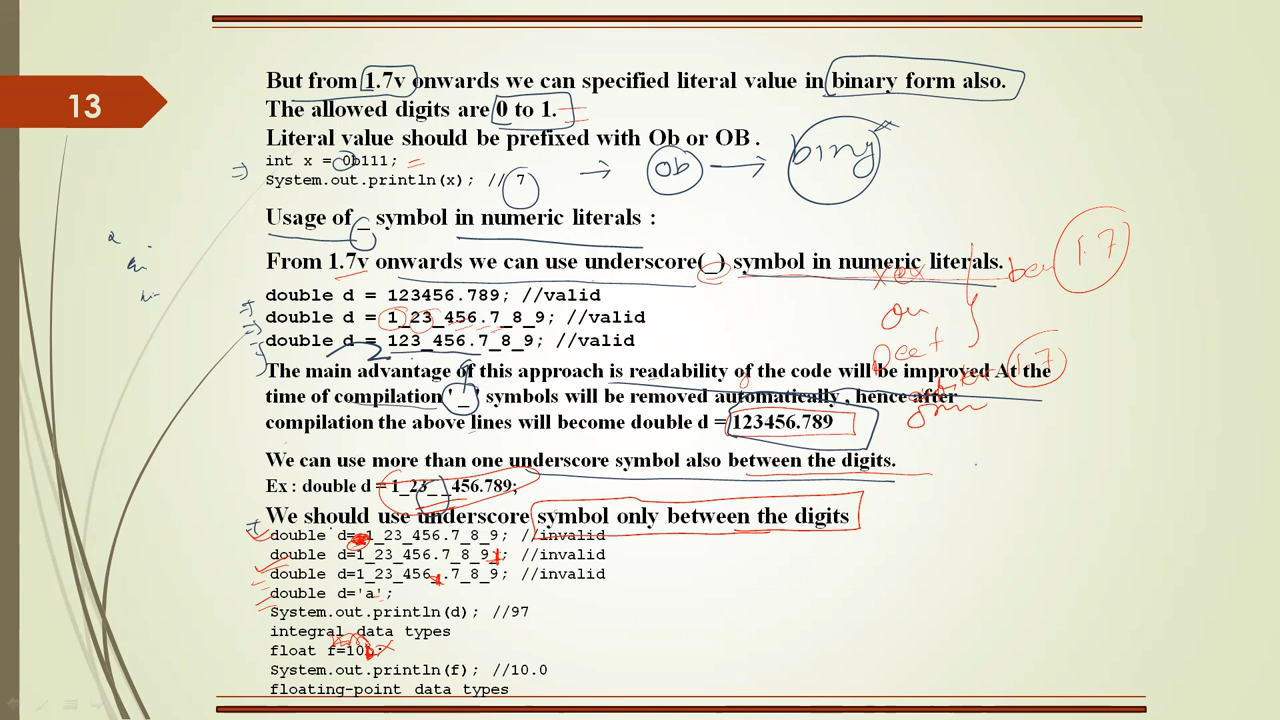 13
But from 1.7v onwards we can specified literal value in binary form also.
The allowed digits are 0 to 1.
Literal value should be prefixed with Ob or OB .
int x = 0b111;
System.out.println(x); // 7
ob
Usage of _ symbol in numeric literals :
From 1.7v onwards we can use underscore(_) symbol in numeric literals.
1.7
double d = 123456.789; //valid
double d = 1_23_456.7_8_9; //valid
double d = 123_456.7_8_9; //valid
The main advantage of this approach is readability of the code will be improved At the
1.7
time of compilation '_' symbols will be removed automatically , hence after
compilation the above lines will become double d = 123456.789
We can use more than one underscore symbol also between the digits.
Ex : double d = 1_23__456.789;
We should use underscore symbol only between the digits
double d=_1_23_456.7_8_9; //invalid
double d=1_23_456.7_8_9_; //invalid
double d=1_23_456_.7_8_9; //invalid
double d='a';
System.out.println(d); //97
integral data types
float f=10L;
System.out.println(f); //10.0
floating-point data types